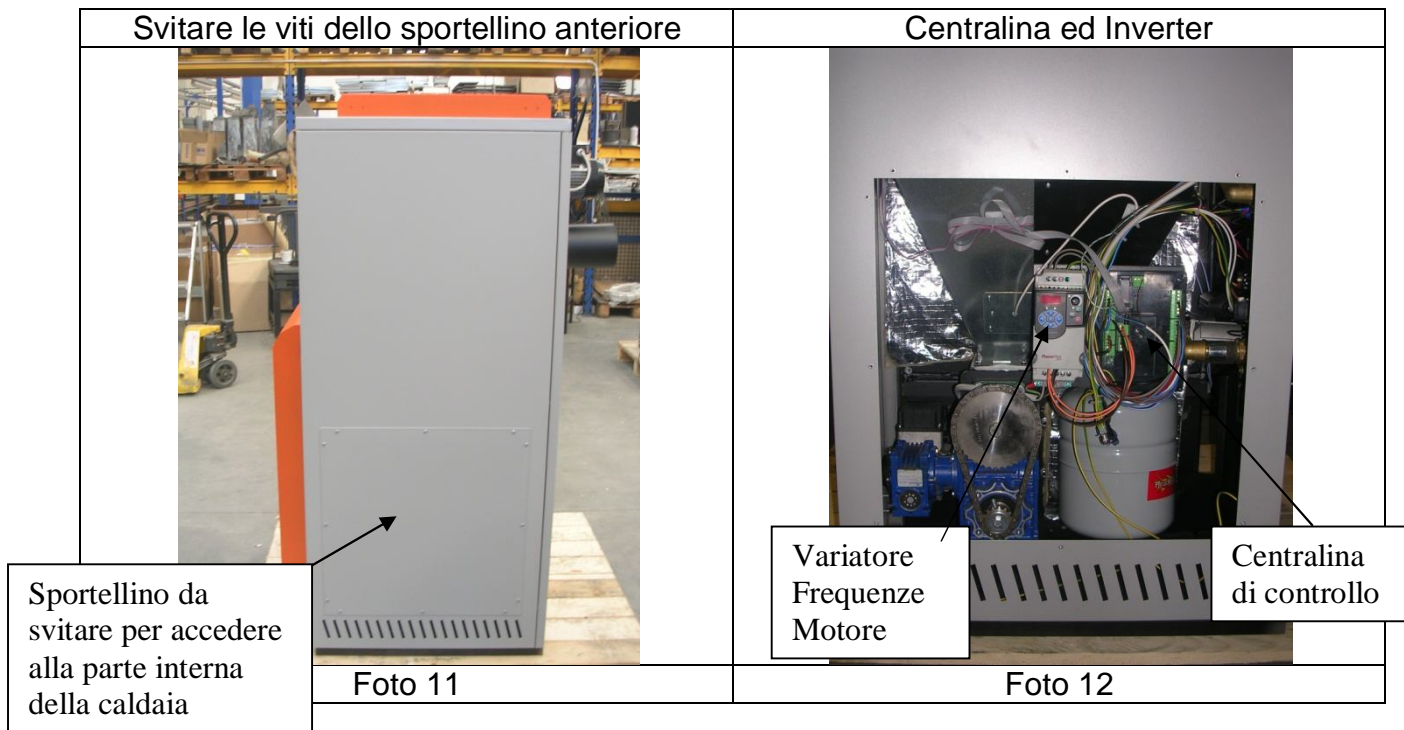 Svitare le viti dello sportellino anteriore
Centralina ed Inverter
Sportellino da
svitare per accedere
alla parte interna
della caldaia
Variatore
Frequenze
Motore
Centralina
di controllo
Foto 11
Foto 12